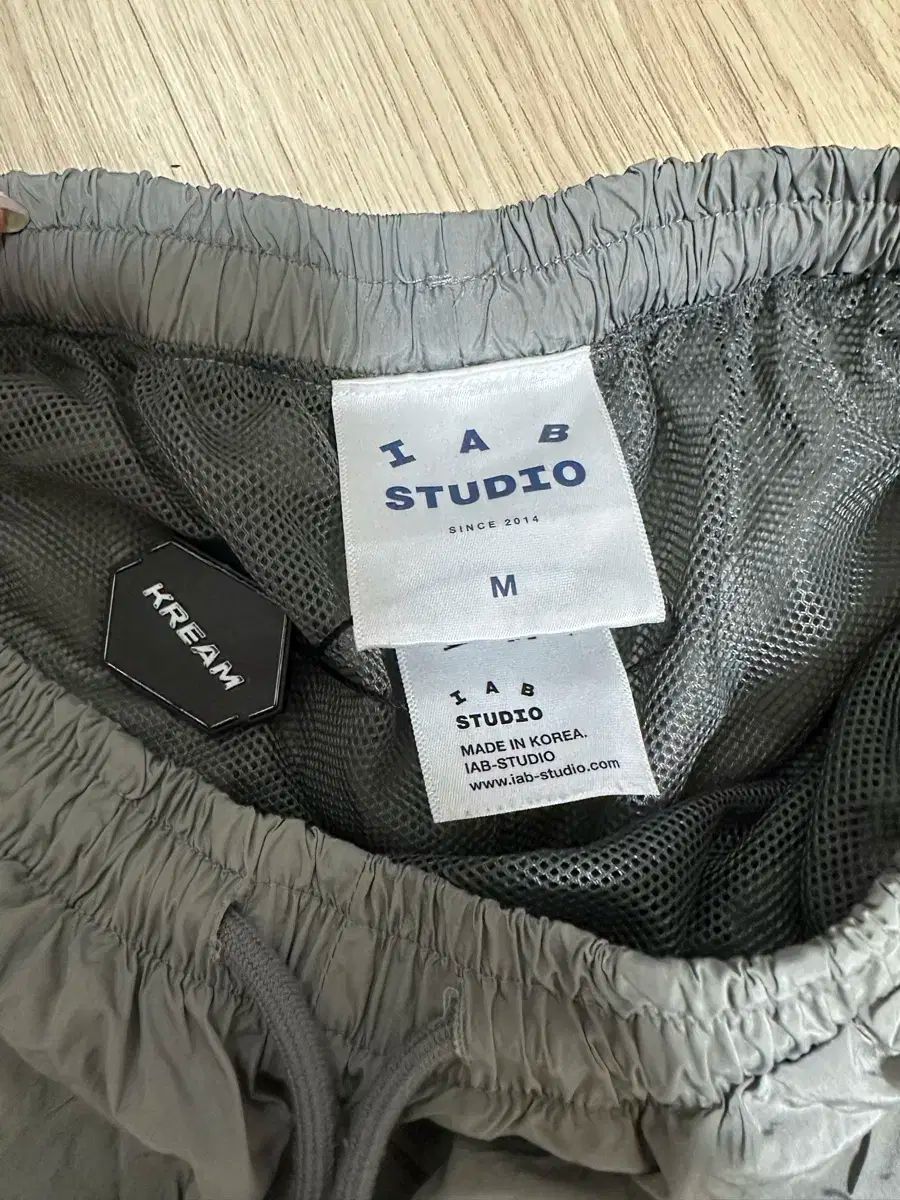 I A B
STUDIO
SINCE 2014
M
KREAM
I A B
STUDIO
MADE IN KOREA.
IAB-STUDIO
www.iab-studio.com